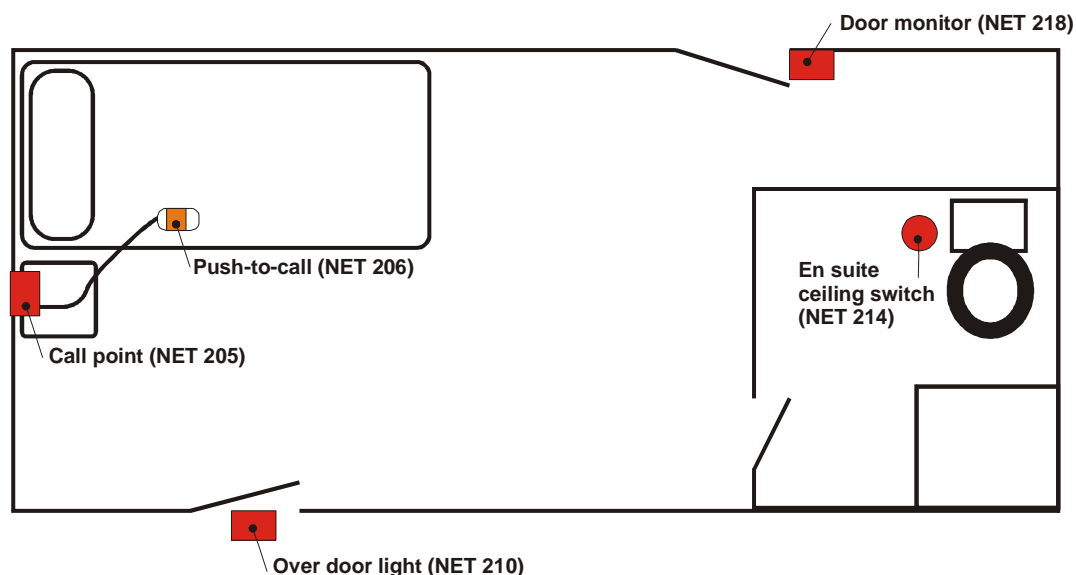 Door monitor (NET 218)
Push-to-call (NET 206)
En suite
ceiling switch
(NET 214)
Call point (NET 205)
Over door light (NET 210)